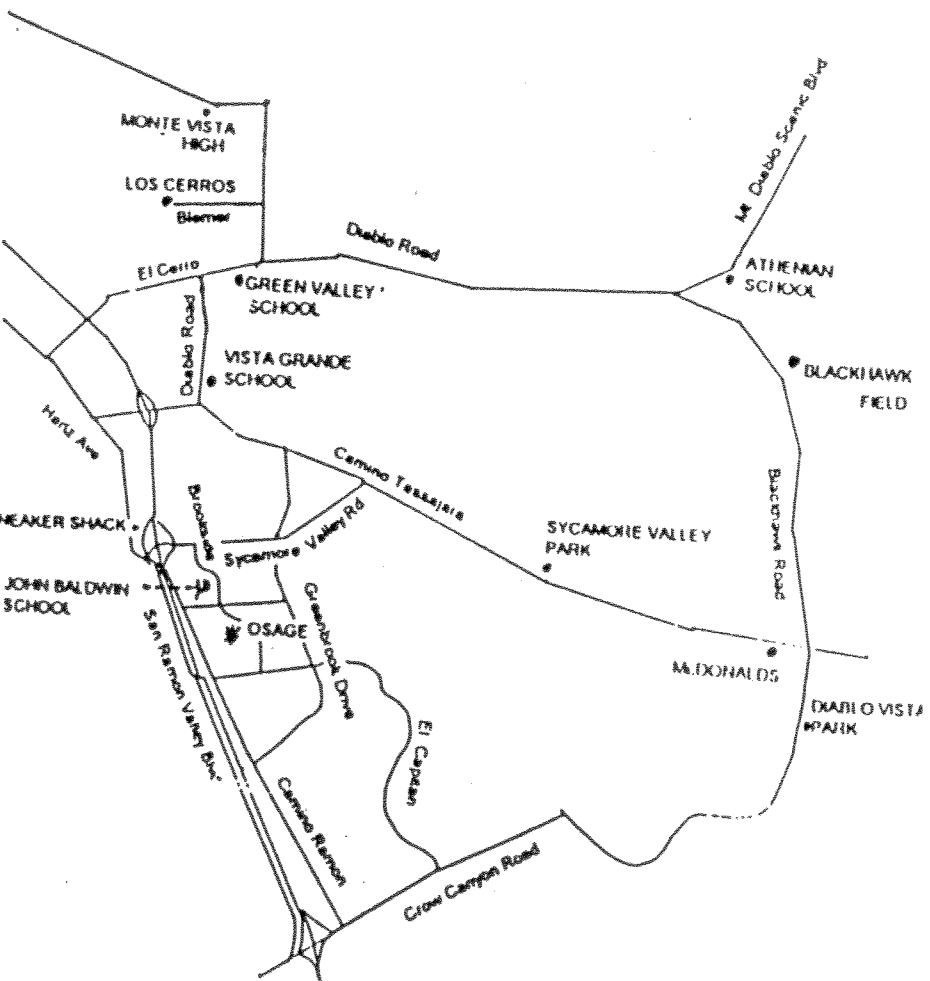 Mt Diablo Scenic Blvd
MONTE VISTA
HIGH
LOS CERROS
Blemer
Diablo Road
El Cerro
ATHENIAN
SCHOOL
GREEN VALLEY
SCHOOL
Diablo Road
VISTA GRANDE
SCHOOL
BLACKHAWK
FIELD
Hartz Ave
Camino Tassajara
Blackhawk Road
Brookside
NEAKER SHACK
Sycamore Valley Rd
SYCAMORE VALLEY
PARK
JOHN BALDWIN
SCHOOL
Greenbrook Drive
OSAGE
San Ramon Valley Blvd
McDONALDS
DIABLO VISTA
PARK
El Capitan
Camino Ramon
Crow Canyon Road